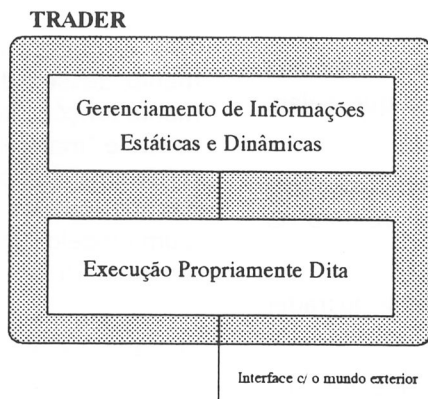 TRADER
Gerenciamento de Informações
Estáticas e Dinâmicas
Execução Propriamente Dita
Interface c/ o mundo exterior